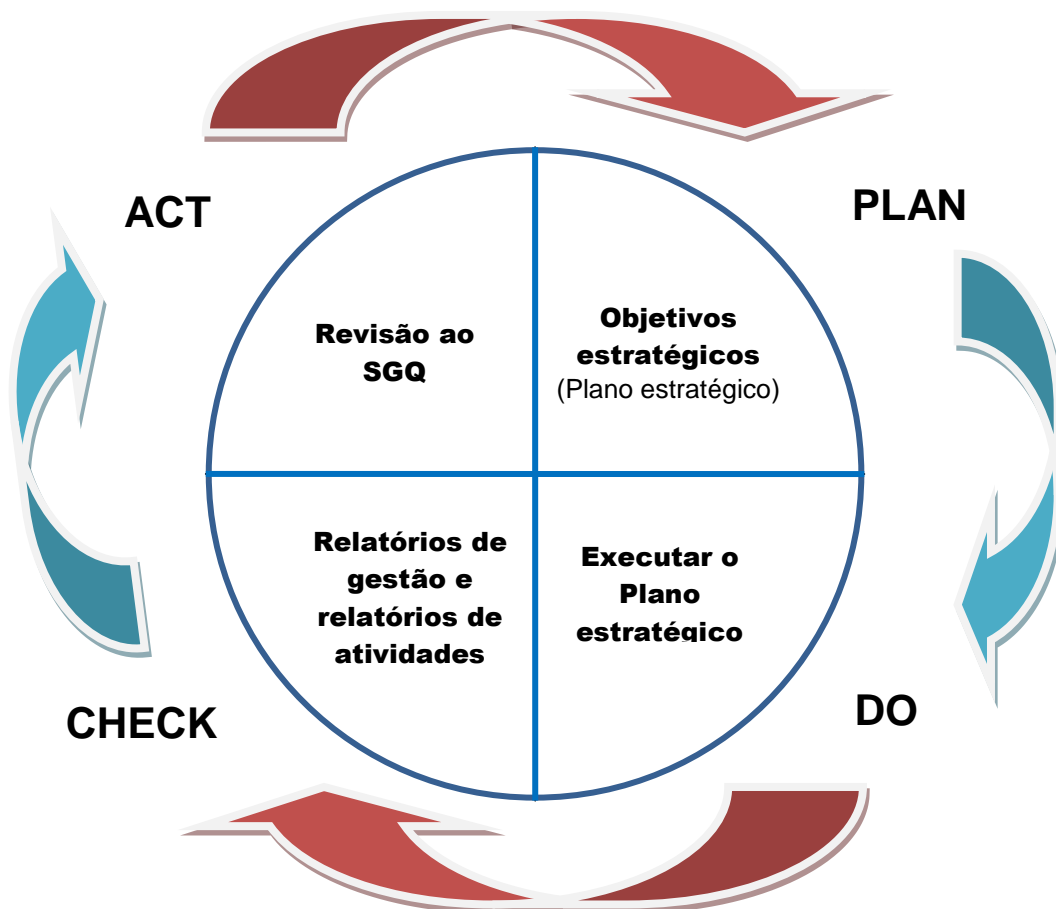 ACT
PLAN
Revisão ao
SGQ
Objetivos
estratégicos
(Plano estratégico)
Relatórios de
gestão e
relatórios de
atividades
Executar o
Plano
estratégico
CHECK
DO